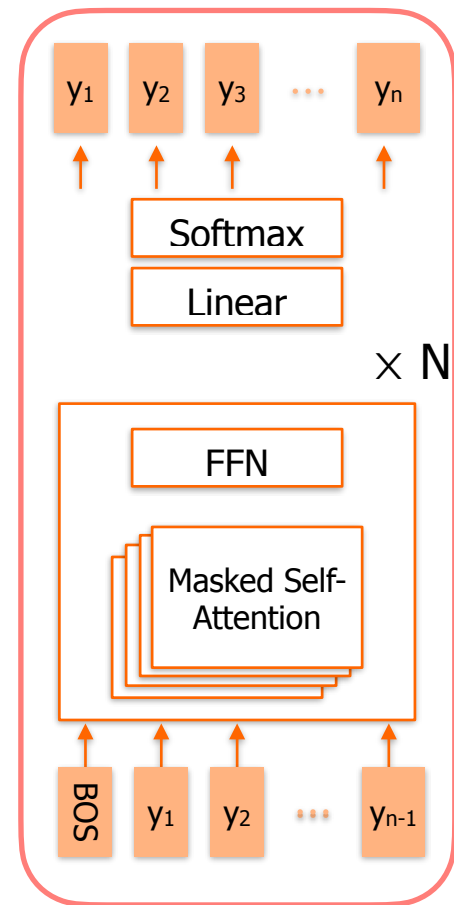 y₁ y₂ y₃ ... yₙ
Softmax
Linear
× N
FFN
Masked Self-
Attention
BOS y₁ y₂ ... yₙ₋₁